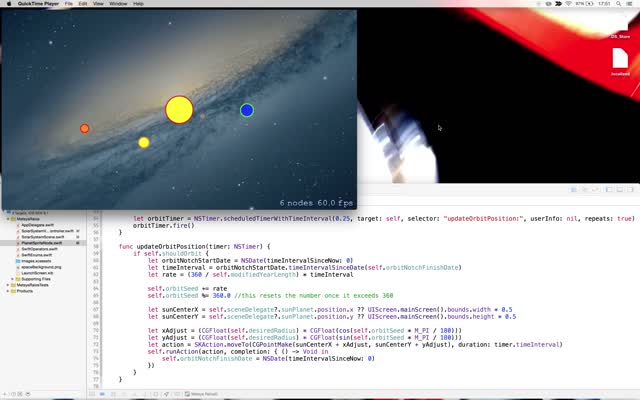 QuickTime Player File Edit View Window Help
97% 17:51
DS_Store
localized
6 nodes 60.0 fps
MateyaRaiss
AppDelegate.swift
SolarSystemScene.swift
PlanetSpriteNode.swift
SwiftOperators.swift
SwiftEnums.swift
Images.xcassets
spaceBackground.png
LaunchScreen.xib
Supporting Files
Products
let orbitTimer = NSTimer.scheduledTimerWithTimeInterval(0.25, target: self, selector: "updateOrbitPosition:", userInfo: nil, repeats: true)
orbitTimer.fire()
}
func updateOrbitPosition(timer: NSTimer) {
if self.shouldOrbit {
let orbitNotchStartDate = NSDate(timeIntervalSinceNow: 0)
let timeInterval = orbitNotchStartDate.timeIntervalSinceDate(self.orbitNotchFinishDate)
let rate = (360 / self.modifiedYearLength) * timeInterval
self.orbitSeed += rate
self.orbitSeed %= 360.0 //this resets the number once it exceeds 360
let sunCenterX = self.sceneDelegate?.sunPlanet.position.x ?? UIScreen.mainScreen().bounds.width * 0.5
let sunCenterY = self.sceneDelegate?.sunPlanet.position.y ?? UIScreen.mainScreen().bounds.height * 0.5
let xAdjust = (CGFloat(self.desiredRadius) * CGFloat(cos(self.orbitSeed * M_PI / 180)))
let yAdjust = (CGFloat(self.desiredRadius) * CGFloat(sin(self.orbitSeed * M_PI / 180)))
let action = SKAction.moveTo(CGPointMake(sunCenterX + xAdjust, sunCenterY + yAdjust), duration: timer.timeInterval)
self.runAction(action, completion: { () -> Void in
self.orbitNotchFinishDate = NSDate(timeIntervalSinceNow: 0)
})
}
}